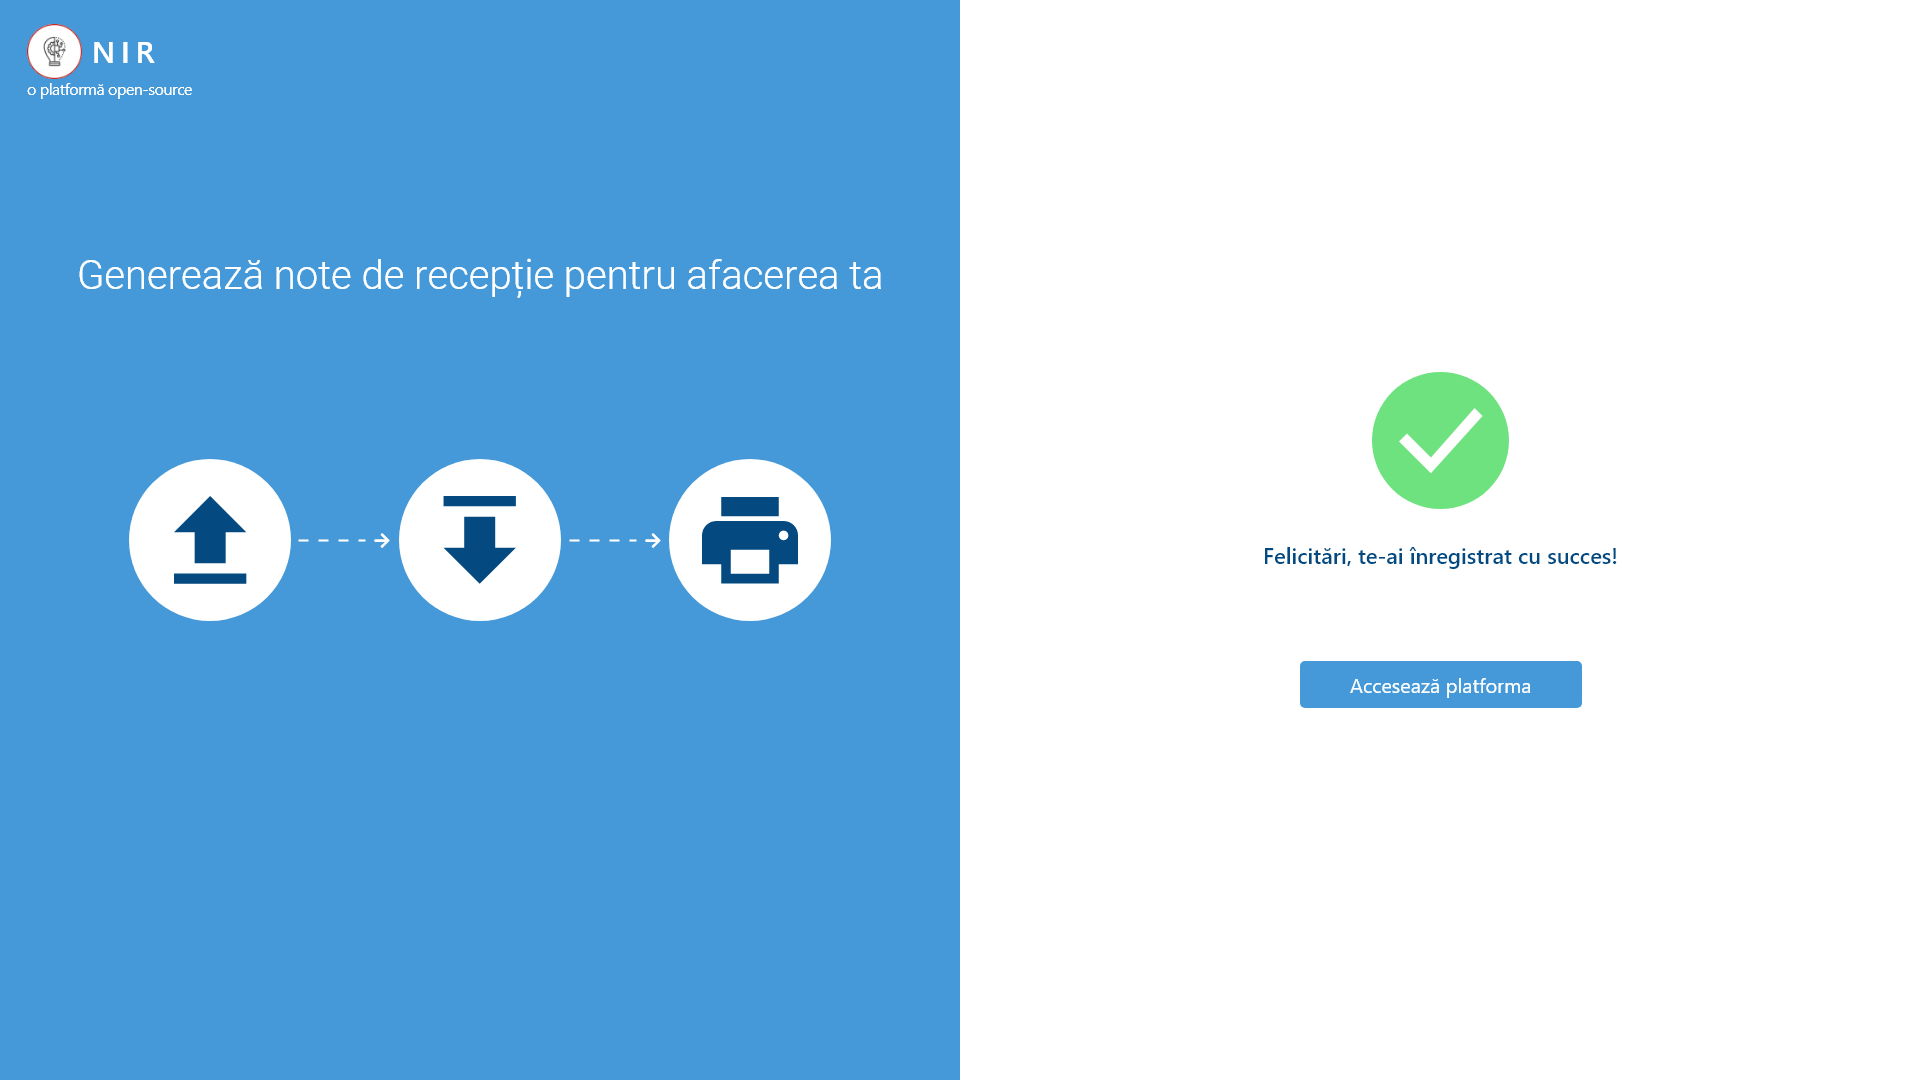 NIR
o platformă open-source
Generează note de recepție pentru afacerea ta
Felicitări, te-ai înregistrat cu succes!
Accesează platforma